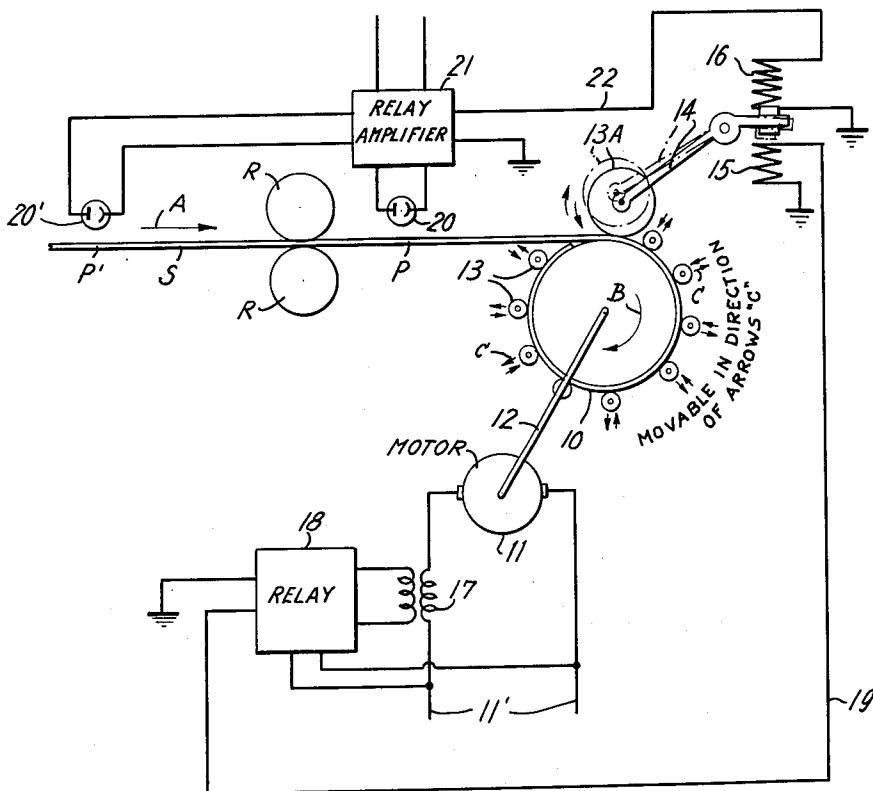 21
22
16
RELAY AMPLIFIER
13A
14
15
R
20'
A
20
P'
S
P
13
C
R
B
C
MOVABLE IN DIRECTION
OF ARROWS "C"
12
10
MOTOR
11
18
RELAY
17
11'
19